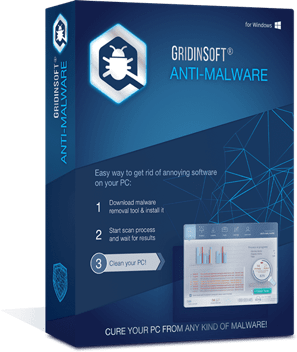 for Windows
GRIDINSOFT®
ANTI-MALWARE
GRIDINSOFT®
ANTI-MALWARE
Easy way to get rid of annoying software
on your PC:
1 Download malware
removal tool & install it
2 Start scan process
and wait for results
3 Clean your PC!
CURE YOUR PC FROM ANY KIND OF MALWARE!